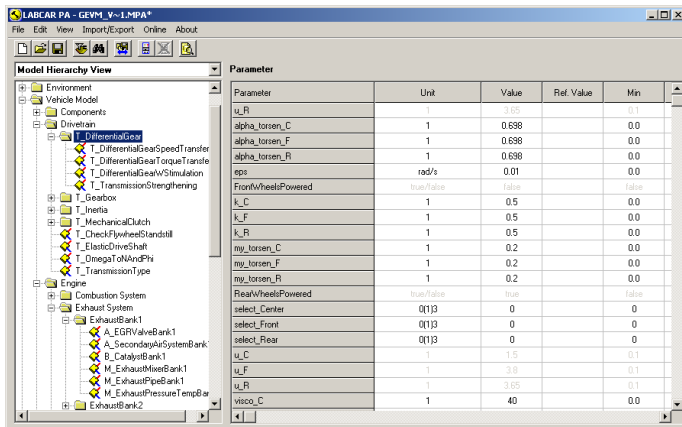 LABCAR PA - GEVM_V~1.MPA*
File Edit View Import/Export Online About
Model Hierarchy View
Parameter
Environment
Vehicle Model
Components
Drivetrain
T_DifferentialGear
T_DifferentialGearSpeedTransfer
T_DifferentialGearTorqueTransfe
T_DifferentialGearWStimulation
T_TransmissionStrengthening
T_Gearbox
T_Inertia
T_MechanicalClutch
T_CheckFlywheelStandstill
T_ElasticDriveShaft
T_OmegaToNAndPhi
T_TransmissionType
Engine
Combustion System
Exhaust System
ExhaustBank1
A_EGRValveBank1
A_SecondaryAirSystemBank
B_CatalystBank1
M_ExhaustMixerBank1
M_ExhaustPipeBank1
M_ExhaustPressureTempBar
ExhaustBank2
Parameter Unit Value Ref. Value Min
u_R 1 3.65 0.1
alpha_torsen_C 1 0.698 0.0
alpha_torsen_F 1 0.698 0.0
alpha_torsen_R 1 0.698 0.0
eps rad/s 0.01 0.0
FrontWheelsPowered true/false false false
k_C 1 0.5 0.0
k_F 1 0.5 0.0
k_R 1 0.5 0.0
my_torsen_C 1 0.2 0.0
my_torsen_F 1 0.2 0.0
my_torsen_R 1 0.2 0.0
RearWheelsPowered true/false true false
select_Center 0(1)3 0 0
select_Front 0(1)3 0 0
select_Rear 0(1)3 0 0
u_C 1 1.5 0.1
u_F 1 3.8 0.1
u_R 1 3.65 0.1
visco_C 1 40 0.0